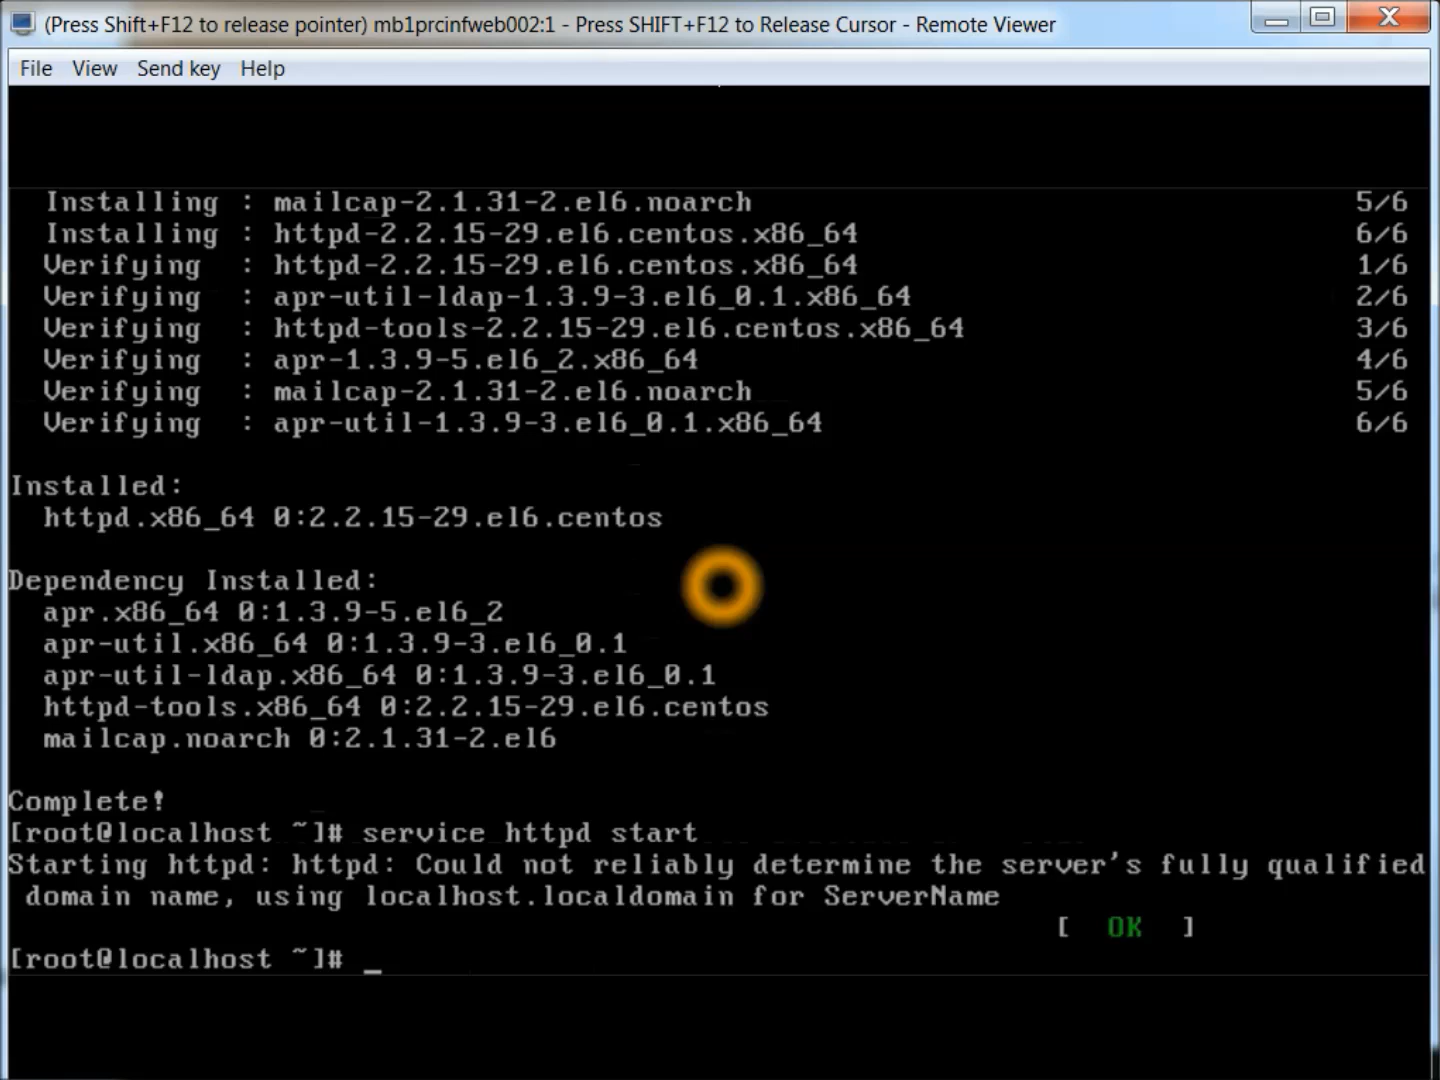 (Press Shift+F12 to release pointer) mb1prcinfweb002:1 - Press SHIFT+F12 to Release Cursor - Remote Viewer
File View Send key Help
Installing : mailcap-2.1.31-2.el6.noarch 5/6
Installing : httpd-2.2.15-29.el6.centos.x86_64 6/6
Verifying : httpd-2.2.15-29.el6.centos.x86_64 1/6
Verifying : apr-util-ldap-1.3.9-3.el6_0.1.x86_64 2/6
Verifying : httpd-tools-2.2.15-29.el6.centos.x86_64 3/6
Verifying : apr-1.3.9-5.el6_2.x86_64 4/6
Verifying : mailcap-2.1.31-2.el6.noarch 5/6
Verifying : apr-util-1.3.9-3.el6_0.1.x86_64 6/6
Installed:
httpd.x86_64 0:2.2.15-29.el6.centos
Dependency Installed:
apr.x86_64 0:1.3.9-5.el6_2
apr-util.x86_64 0:1.3.9-3.el6_0.1
apr-util-ldap.x86_64 0:1.3.9-3.el6_0.1
httpd-tools.x86_64 0:2.2.15-29.el6.centos
mailcap.noarch 0:2.1.31-2.el6
Complete!
[root@localhost ~]# service httpd start
Starting httpd: httpd: Could not reliably determine the server's fully qualified
domain name, using localhost.localdomain for ServerName
[ OK ]
[root@localhost ~]# _